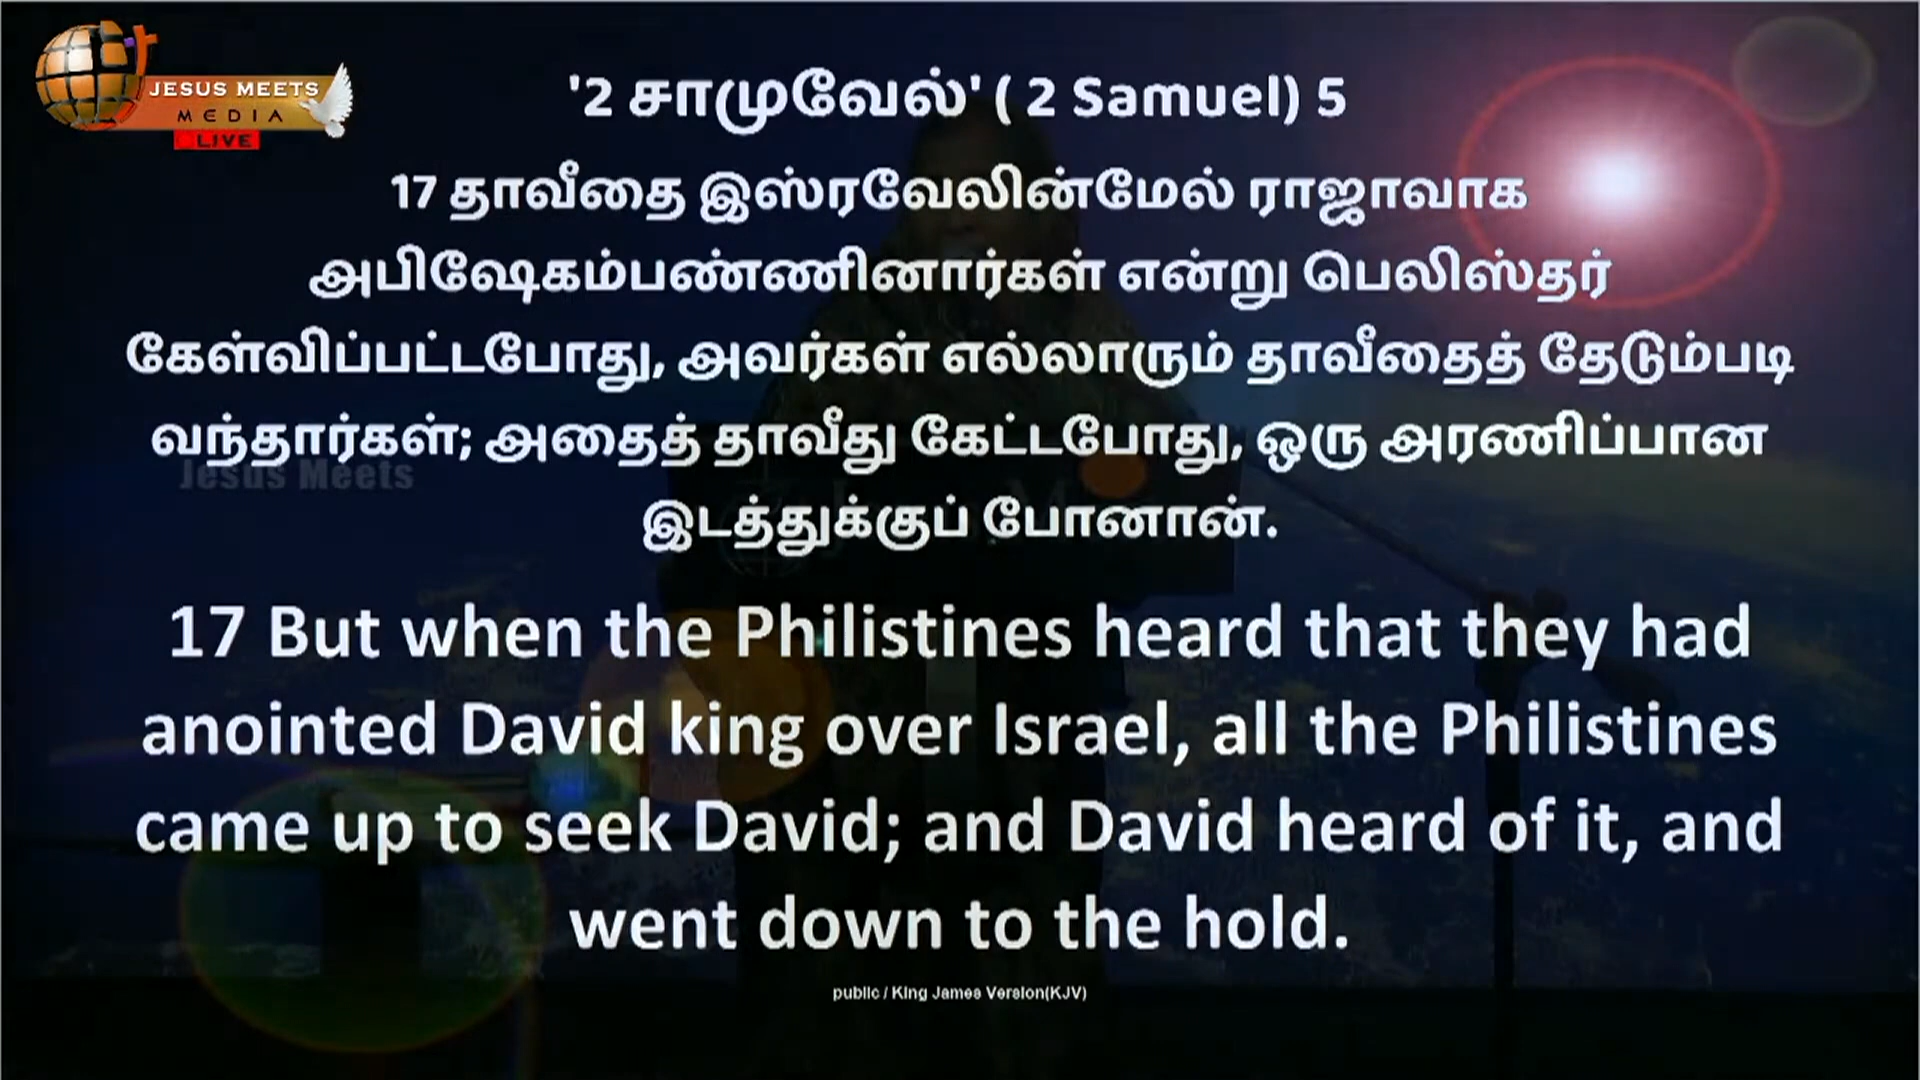 JESUS MEETS
MEDIA
LIVE
'2 சாமுவேல்' ( 2 Samuel) 5
17 தாவீதை இஸ்ரவேலின்மேல் ராஜாவாக
அபிஷேகம்பண்ணினார்கள் என்று பெலிஸ்தர்
கேள்விப்பட்டபோது, அவர்கள் எல்லாரும் தாவீதைத் தேடும்படி
வந்தார்கள்; அதைத் தாவீது கேட்டபோது, ஒரு அரணிப்பான
Jesus Meets
இடத்துக்குப் போனான்.
17 But when the Philistines heard that they had
anointed David king over Israel, all the Philistines
came up to seek David; and David heard of it, and
went down to the hold.
public / King James Version(KJV)